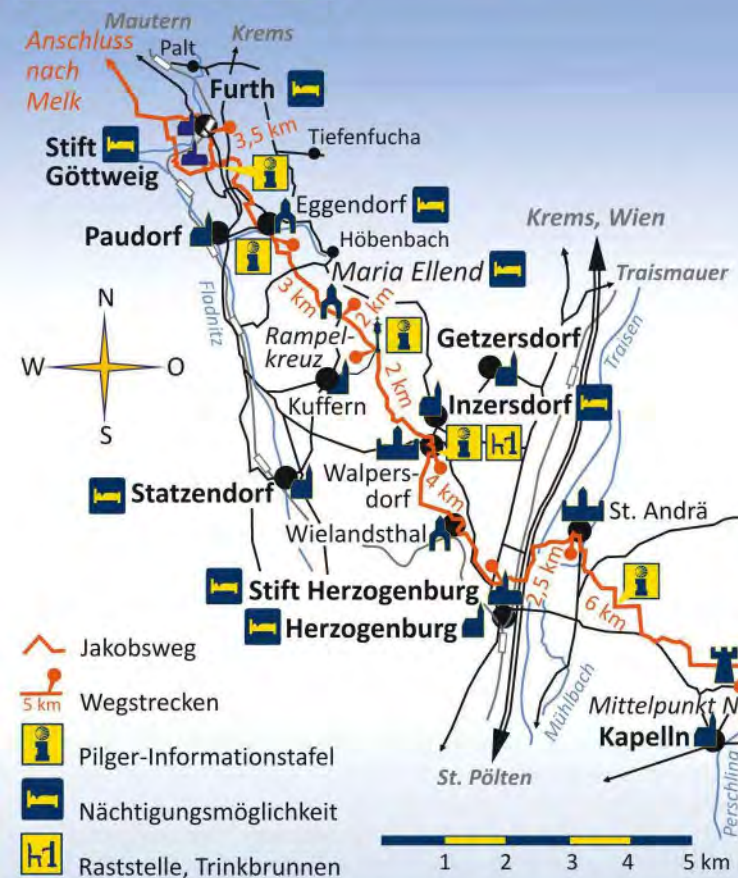 Mautern
Krems
Palt
Anschluss
nach
Melk
Furth
3,5 km
Tiefenfucha
Stift
Göttweig
Eggendorf
Paudorf
Höbenbach
Krems, Wien
Maria Ellend
Traismauer
Fladnitz
3 km
2 km
N
W
O
S
Rampel-
kreuz
Getzersdorf
Traisen
2 km
Kuffern
Inzersdorf
Walpers-
dorf
4 km
Statzendorf
Wielandsthal
St. Andrä
Stift Herzogenburg
2,5 km
Herzogenburg
6 km
Jakobsweg
5 km
Wegstrecken
Mühlbach
Mittelpunkt N
Kapelln
Pilger-Informationstafel
St. Pölten
Perschling
Nächtigungsmöglichkeit
Raststelle, Trinkbrunnen
1 2 3 4 5 km